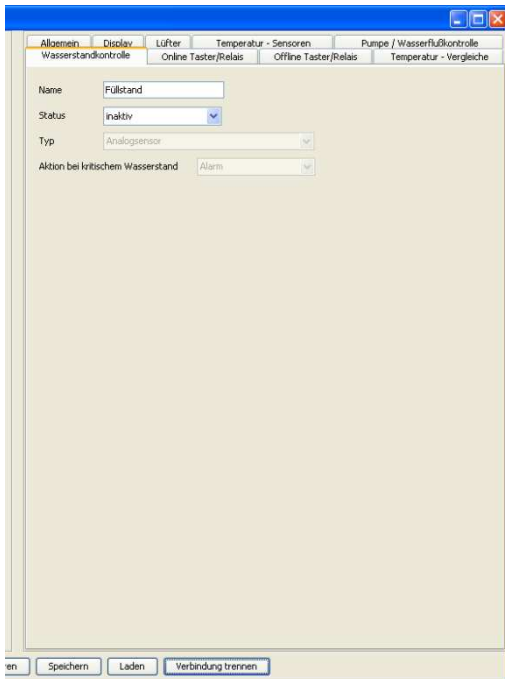 Allgemein Display Lüfter Temperatur - Sensoren Pumpe / Wasserflußkontrolle
Wasserstandkontrolle Online Taster/Relais Offline Taster/Relais Temperatur - Vergleiche
Name Füllstand
Status inaktiv
Typ Analogsensor
Aktion bei kritischem Wasserstand Alarm
ren Speichern Laden Verbindung trennen